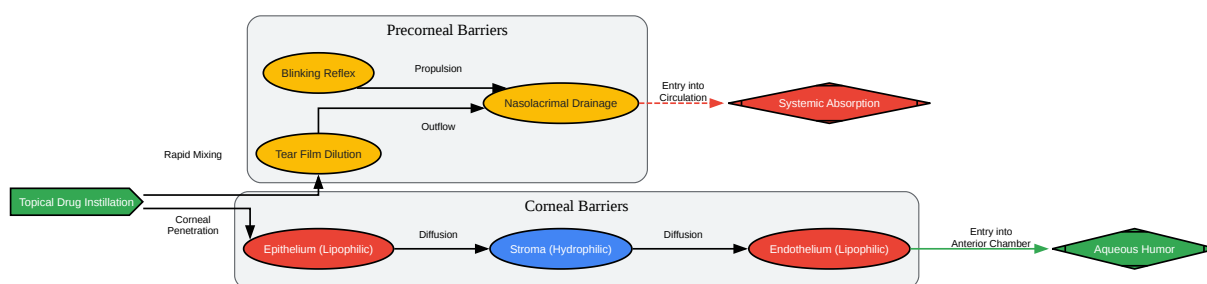 Precorneal Barriers
Blinking Reflex
Propulsion
Nasolacrimal Drainage
Entry into
Circulation
Systemic Absorption
Outflow
Tear Film Dilution
Rapid Mixing
Topical Drug Instillation
Corneal
Penetration
Corneal Barriers
Epithelium (Lipophilic)
Diffusion
Stroma (Hydrophilic)
Diffusion
Endothelium (Lipophilic)
Entry into
Anterior Chamber
Aqueous Humor